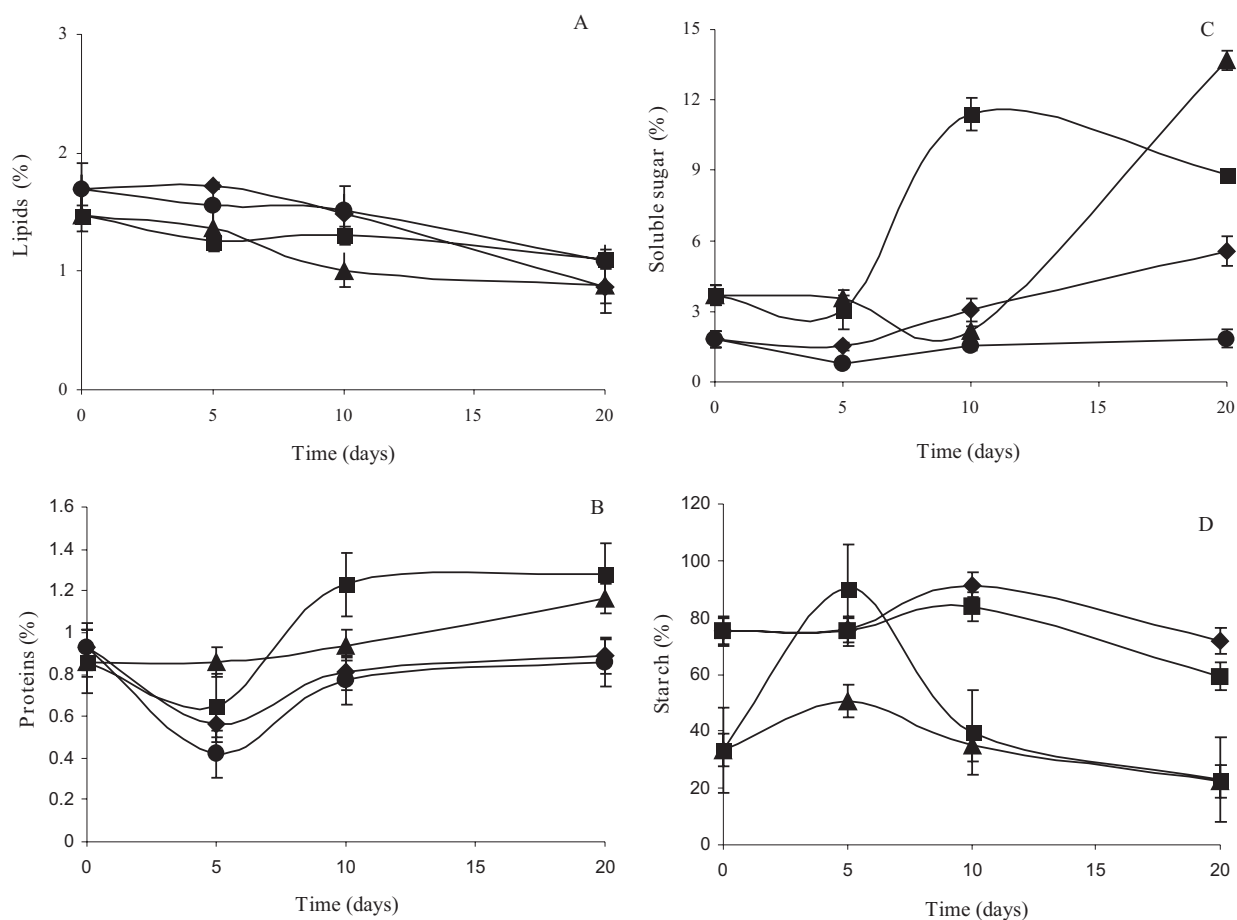 A
3
2
1
0
Lipids (%)
0 5 10 15 20
Time (days)
C
15
12
9
6
3
0
Soluble sugar (%)
0 5 10 15 20
Time (days)
B
1.6
1.4
1.2
1
0.8
0.6
0.4
0.2
0
Proteins (%)
0 5 10 15 20
Time (days)
D
120
100
80
60
40
20
0
Starch (%)
0 5 10 15 20
Time (days)